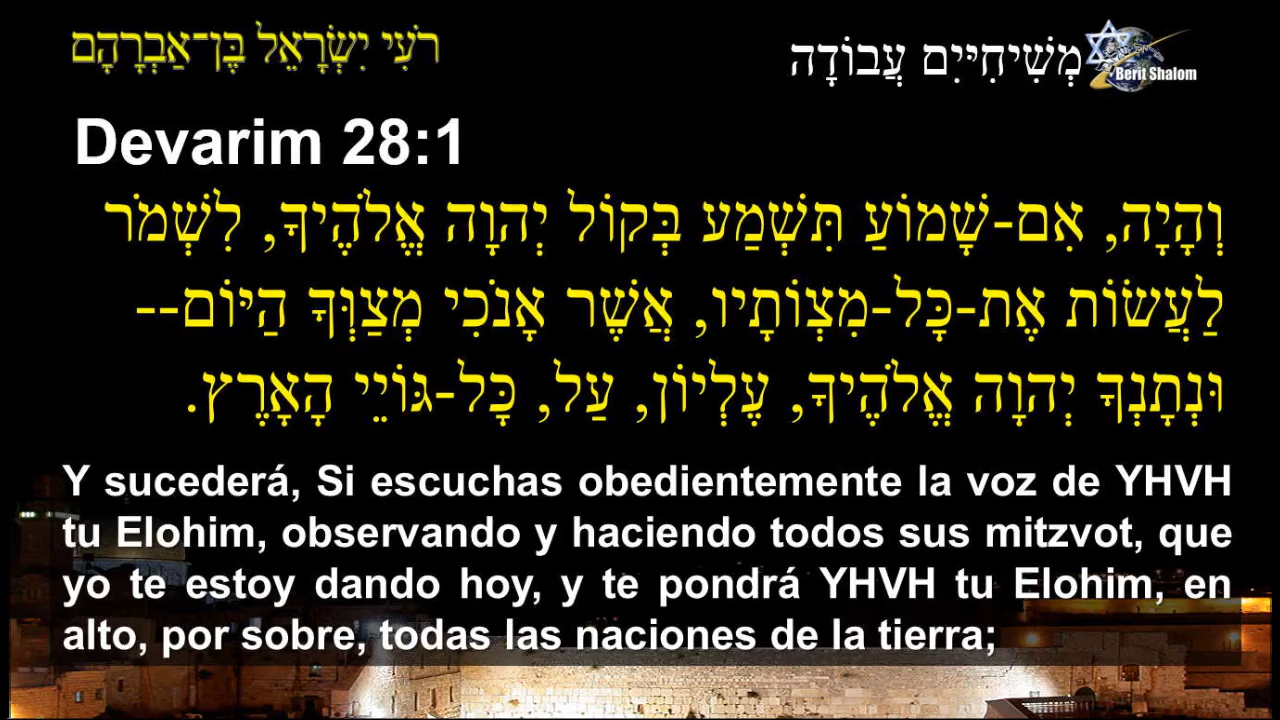 רֹעִי יִשְׂרָאֵל בֶּן־אַבְרָהָם
מְשִׁיחִיִּים עֲבוֹדָה
Berit Shalom
Devarim 28:1
וְהָיָה, אִם-שָׁמוֹעַ תִּשְׁמַע בְּקוֹל יְהוָה אֱלֹהֶיךָ, לִשְׁמֹר
לַעֲשׂוֹת אֶת-כָּל-מִצְוֹתָיו, אֲשֶׁר אָנֹכִי מְצַוְּךָ הַיּוֹם--
וּנְתָנְךָ יְהוָה אֱלֹהֶיךָ, עֶלְיוֹן, עַל, כָּל-גּוֹיֵי הָאָרֶץ.
Y sucederá, Si escuchas obedientemente la voz de YHVH
tu Elohim, observando y haciendo todos sus mitzvot, que
yo te estoy dando hoy, y te pondrá YHVH tu Elohim, en
alto, por sobre, todas las naciones de la tierra;